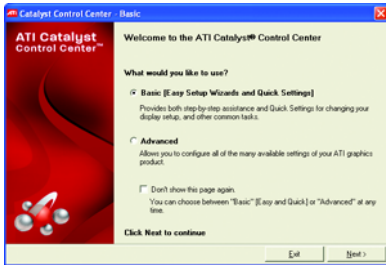 Catalyst Control Center - Basic
ATI Catalyst
Control Center™
Welcome to the ATI Catalyst® Control Center
What would you like to use?
Basic [Easy Setup Wizards and Quick Settings]
Provides both step-by-step assistance and Quick Settings for changing your
display setup, and other common tasks.
Advanced
Allows you to configure all of the many available settings of your ATI graphics
product.
Don't show this page again.
You can choose between "Basic" [Easy and Quick] or "Advanced" at any
time.
Click Next to continue
Exit
Next >